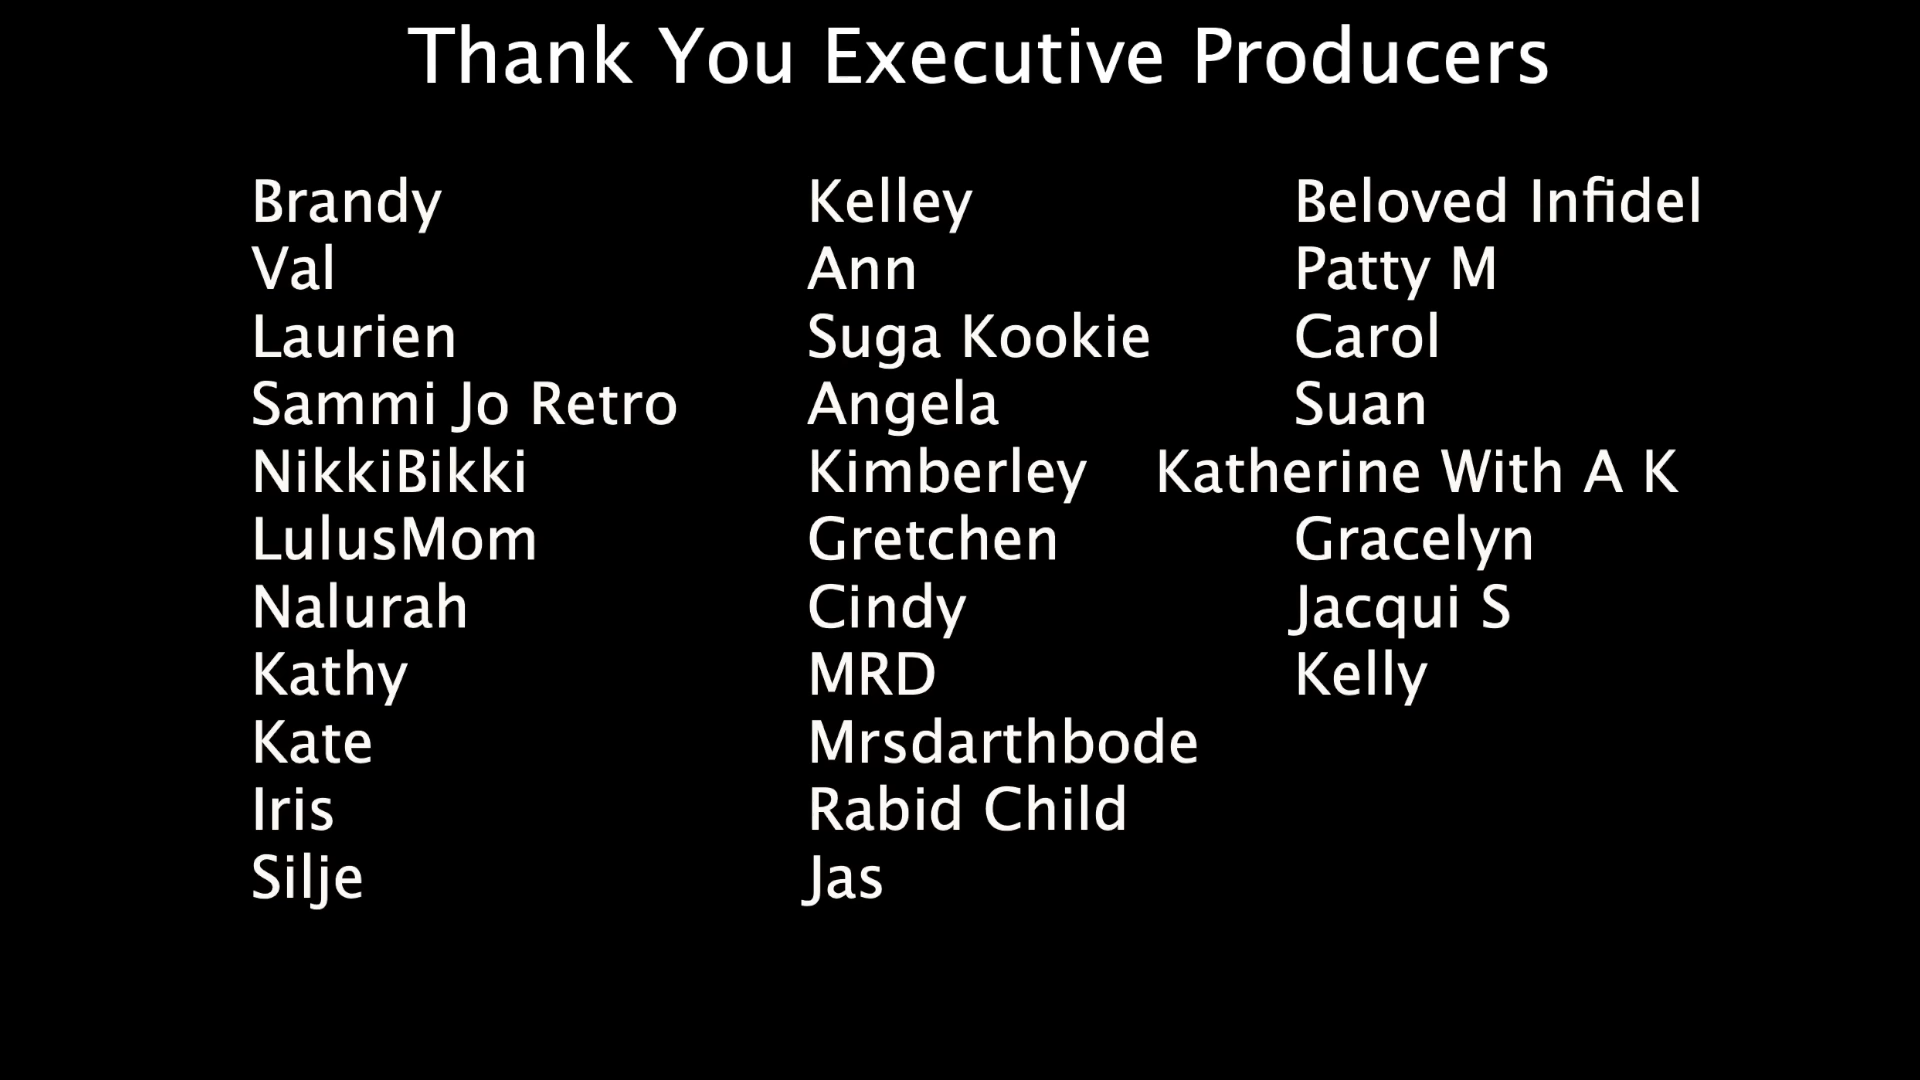 Thank You Executive Producers
Brandy
Val
Laurien
Sammi Jo Retro
NikkiBikki
LulusMom
Nalurah
Kathy
Kate
Iris
Silje
Kelley
Ann
Suga Kookie
Angela
Kimberley
Gretchen
Cindy
MRD
Mrsdarthbode
Rabid Child
Jas
Beloved Infidel
Patty M
Carol
Suan
Katherine With A K
Gracelyn
Jacqui S
Kelly